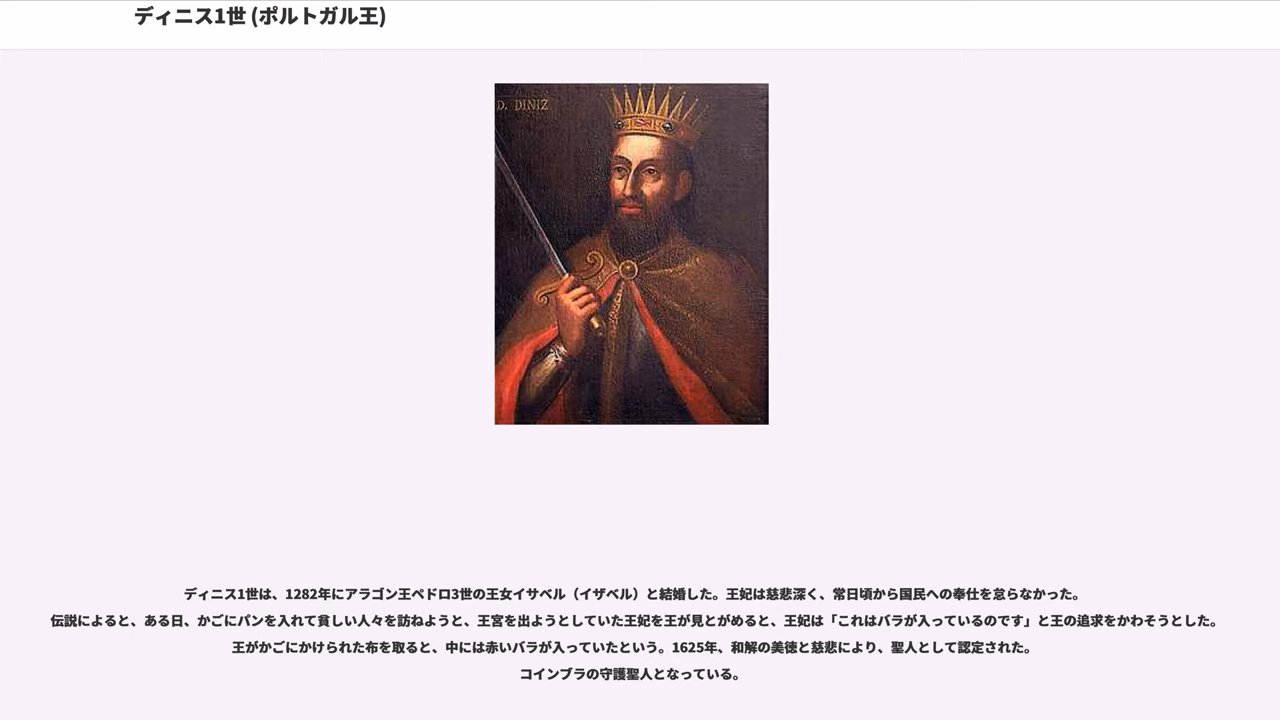 ディニス1世 (ポルトガル王)
D. DINIZ
ディニス1世は、1282年にアラゴン王ペドロ3世の王女イサベル（イザベル）と結婚した。王妃は慈悲深く、常日頃から国民への奉仕を怠らなかった。
伝説によると、ある日、かごにパンを入れて貧しい人々を訪ねようと、王宮を出ようとしていた王妃を王が見とがめると、王妃は「これはバラが入っているのです」と王の追求をかわそうとした。
王がかごにかけられた布を取ると、中には赤いバラが入っていたという。1625年、和解の美徳と慈悲により、聖人として認定された。
コインブラの守護聖人となっている。